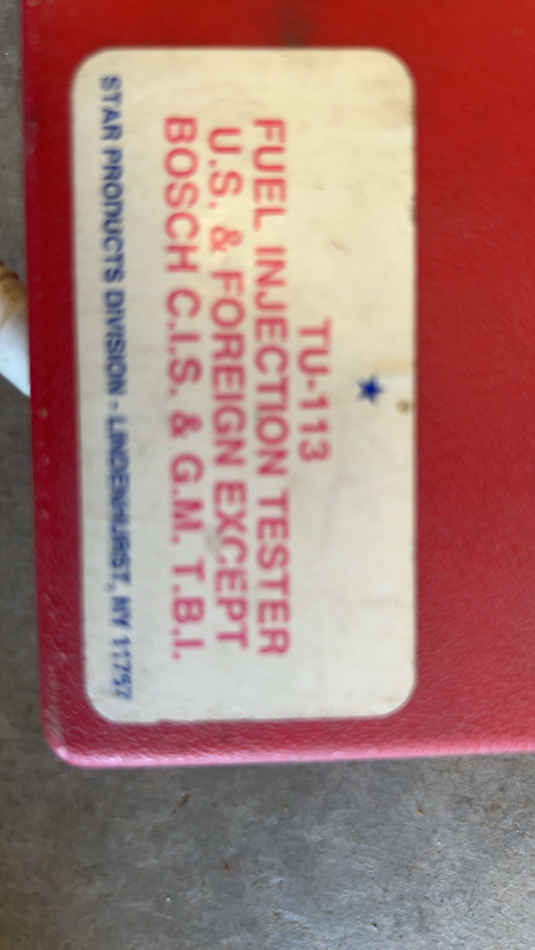 TU-113
FUEL INJECTION TESTER
U.S. & FOREIGN EXCEPT
BOSCH C.I.S. & G.M. T.B.I.
STAR PRODUCTS DIVISION - LINDENHURST, NY 11757